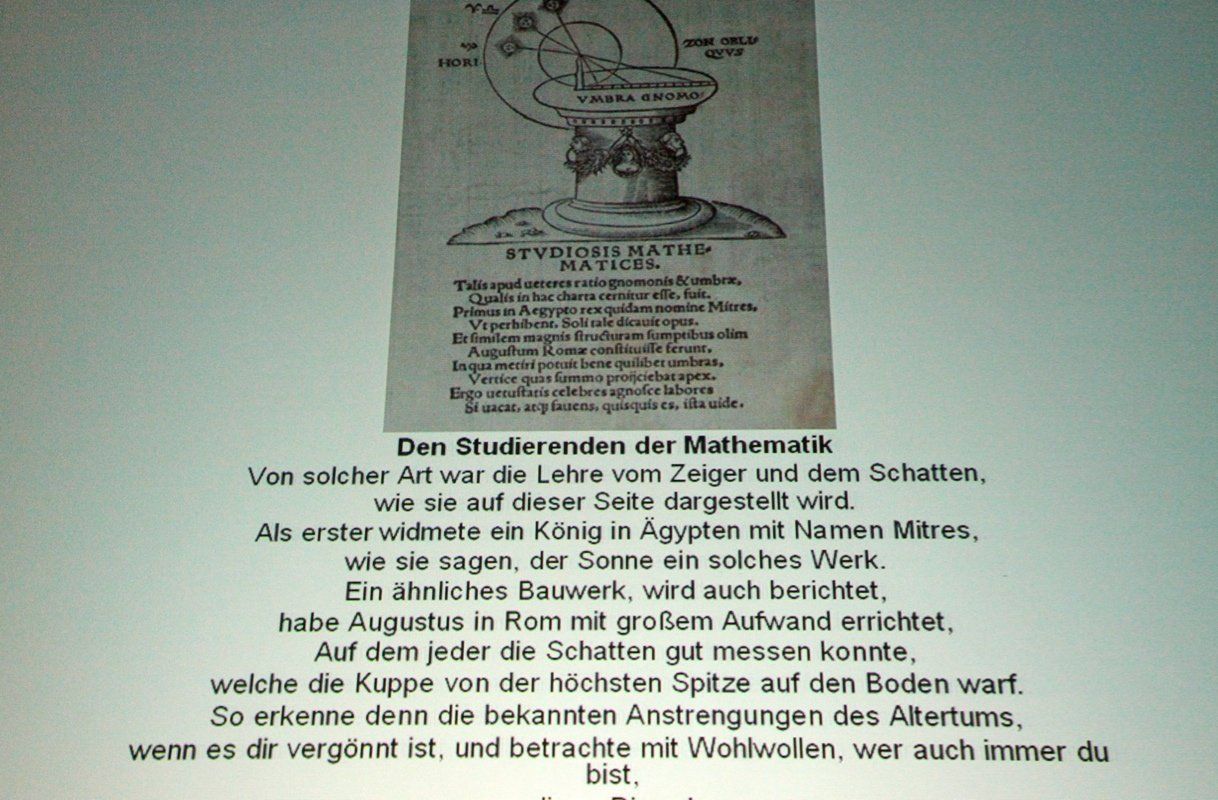 HORI
ZON OBLI
QVVS
VMBRA GNOMO:
STVDIOSIS MATHE-
MATICES.
Talis apud ueteres ratio gnomonis & umbræ,
Qualis in hac charta cernitur eſſe, fuit.
Primus in Aegypto rex quidam nomine Mitres,
Vt perhibent, Soli tale dicauit opus.
Et ſimilem magnis ſtructuram ſumptibus olim
Auguſtum Romæ conſtituiſſe ferunt,
In qua metiri potuit bene quilibet umbras,
Vertice quas ſummo proijciebat apex.
Ergo uetuſtatis celebres agnoſce labores
Si uacat, atq; fauens, quisquis es, iſta uide.
Den Studierenden der Mathematik
Von solcher Art war die Lehre vom Zeiger und dem Schatten,
wie sie auf dieser Seite dargestellt wird.
Als erster widmete ein König in Ägypten mit Namen Mitres,
wie sie sagen, der Sonne ein solches Werk.
Ein ähnliches Bauwerk, wird auch berichtet,
habe Augustus in Rom mit großem Aufwand errichtet,
Auf dem jeder die Schatten gut messen konnte,
welche die Kuppe von der höchsten Spitze auf den Boden warf.
So erkenne denn die bekannten Anstrengungen des Altertums,
wenn es dir vergönnt ist, und betrachte mit Wohlwollen, wer auch immer du
bist,